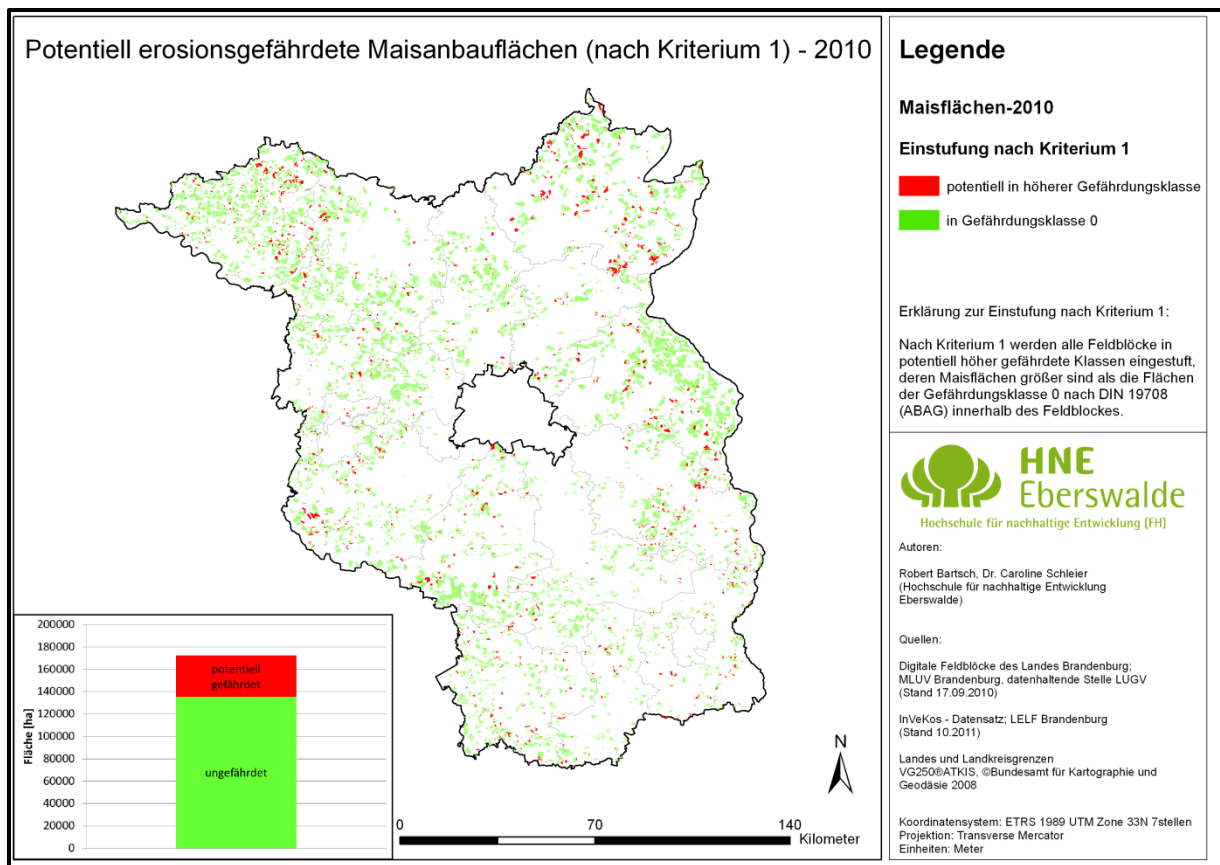 Potentiell erosionsgefährdete Maisanbauflächen (nach Kriterium 1) - 2010
200000
180000
160000
140000
120000
100000
80000
60000
40000
20000
0
Fläche [ha]
potentiell
gefährdet
ungefährdet
N
0
70
140
Kilometer
Legende
Maisflächen-2010
Einstufung nach Kriterium 1
potentiell in höherer Gefährdungsklasse
in Gefährdungsklasse 0
Erklärung zur Einstufung nach Kriterium 1:
Nach Kriterium 1 werden alle Feldblöcke in
potentiell höher gefährdete Klassen eingestuft,
deren Maisflächen größer sind als die Flächen
der Gefährdungsklasse 0 nach DIN 19708
(ABAG) innerhalb des Feldblockes.
HNE
Eberswalde
Hochschule für nachhaltige Entwicklung (FH)
Autoren:
Robert Bartsch, Dr. Caroline Schleier
(Hochschule für nachhaltige Entwicklung
Eberswalde)
Quellen:
Digitale Feldblöcke des Landes Brandenburg;
MLUV Brandenburg, datenhaltende Stelle LUGV
(Stand 17.09.2010)
InVeKos - Datensatz; LELF Brandenburg
(Stand 10.2011)
Landes und Landkreisgrenzen
VG250®ATKIS, ©Bundesamt für Kartographie und
Geodäsie 2008
Koordinatensystem: ETRS 1989 UTM Zone 33N 7stellen
Projektion: Transverse Mercator
Einheiten: Meter